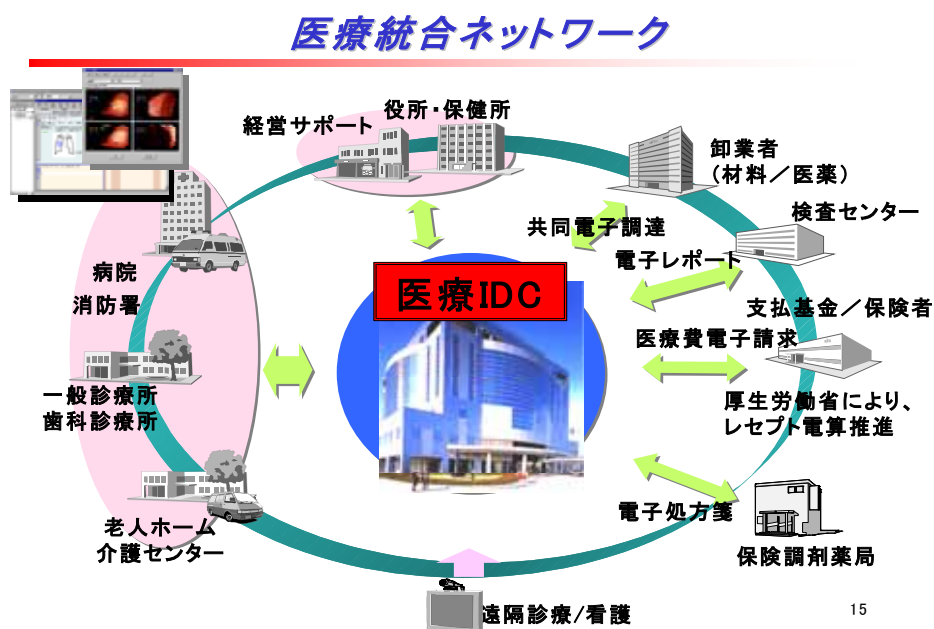 医療統合ネットワーク
経営サポート
役所・保健所
卸業者
（材料／医薬）
共同電子調達
検査センター
電子レポート
病院
消防署
医療IDC
支払基金／保険者
医療費電子請求
一般診療所
歯科診療所
厚生労働省により、
レセプト電算推進
電子処方箋
老人ホーム
介護センター
保険調剤薬局
遠隔診療/看護
15